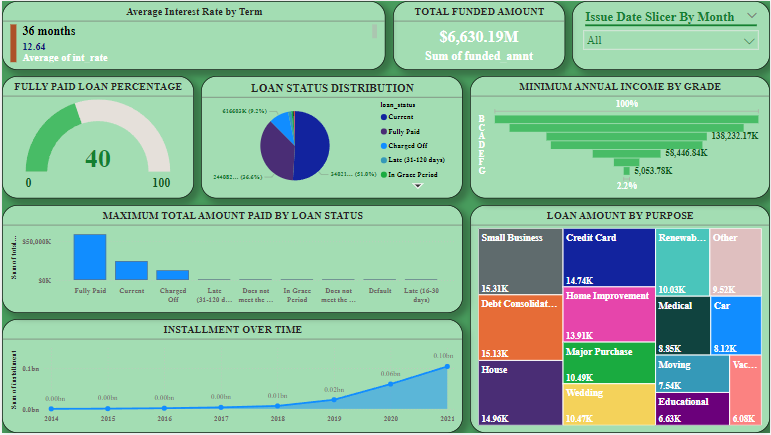 Average Interest Rate by Term
36 months
12.64
Average of int_rate
TOTAL FUNDED AMOUNT
$6,630.19M
Sum of funded_amnt
Issue Date Slicer By Month
All
FULLY PAID LOAN PERCENTAGE
40
0
100
LOAN STATUS DISTRIBUTION
(9.2%)
(36.6%)
(51.0%)
loan_status
Current
Fully Paid
Charged Off
Late (31-120 days)
In Grace Period
MINIMUM ANNUAL INCOME BY GRADE
100%
B
C
A
D
E
F
G
138,232.17K
58,446.84K
5,053.78K
2.2%
MAXIMUM TOTAL AMOUNT PAID BY LOAN STATUS
$50,000K
$0K
Fully Paid
Current
Charged Off
Late (31-120 d...
Does not meet the ...
In Grace Period
Does not meet the ...
Default
Late (16-30 days)
INSTALLMENT OVER TIME
Sum of installment
0.1bn
0.0bn
0.00bn
0.00bn
0.00bn
0.00bn
0.01bn
0.02bn
0.06bn
0.10bn
2014
2015
2016
2017
2018
2019
2020
2021
LOAN AMOUNT BY PURPOSE
Small Business
15.31K
Debt Consolidat...
15.13K
House
14.96K
Credit Card
14.74K
Home Improvement
13.91K
Major Purchase
10.49K
Wedding
10.47K
Renewab...
10.03K
Other
9.52K
Medical
8.85K
Car
8.12K
Moving
7.54K
Educational
6.63K
Vac...
6.08K